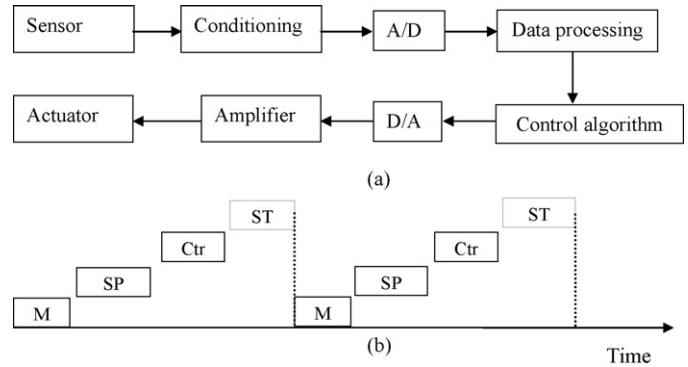 Sensor
Conditioning
A/D
Data processing
Actuator
Amplifier
D/A
Control algorithm
(a)
ST
ST
Ctr
Ctr
SP
SP
M
M
(b)
Time